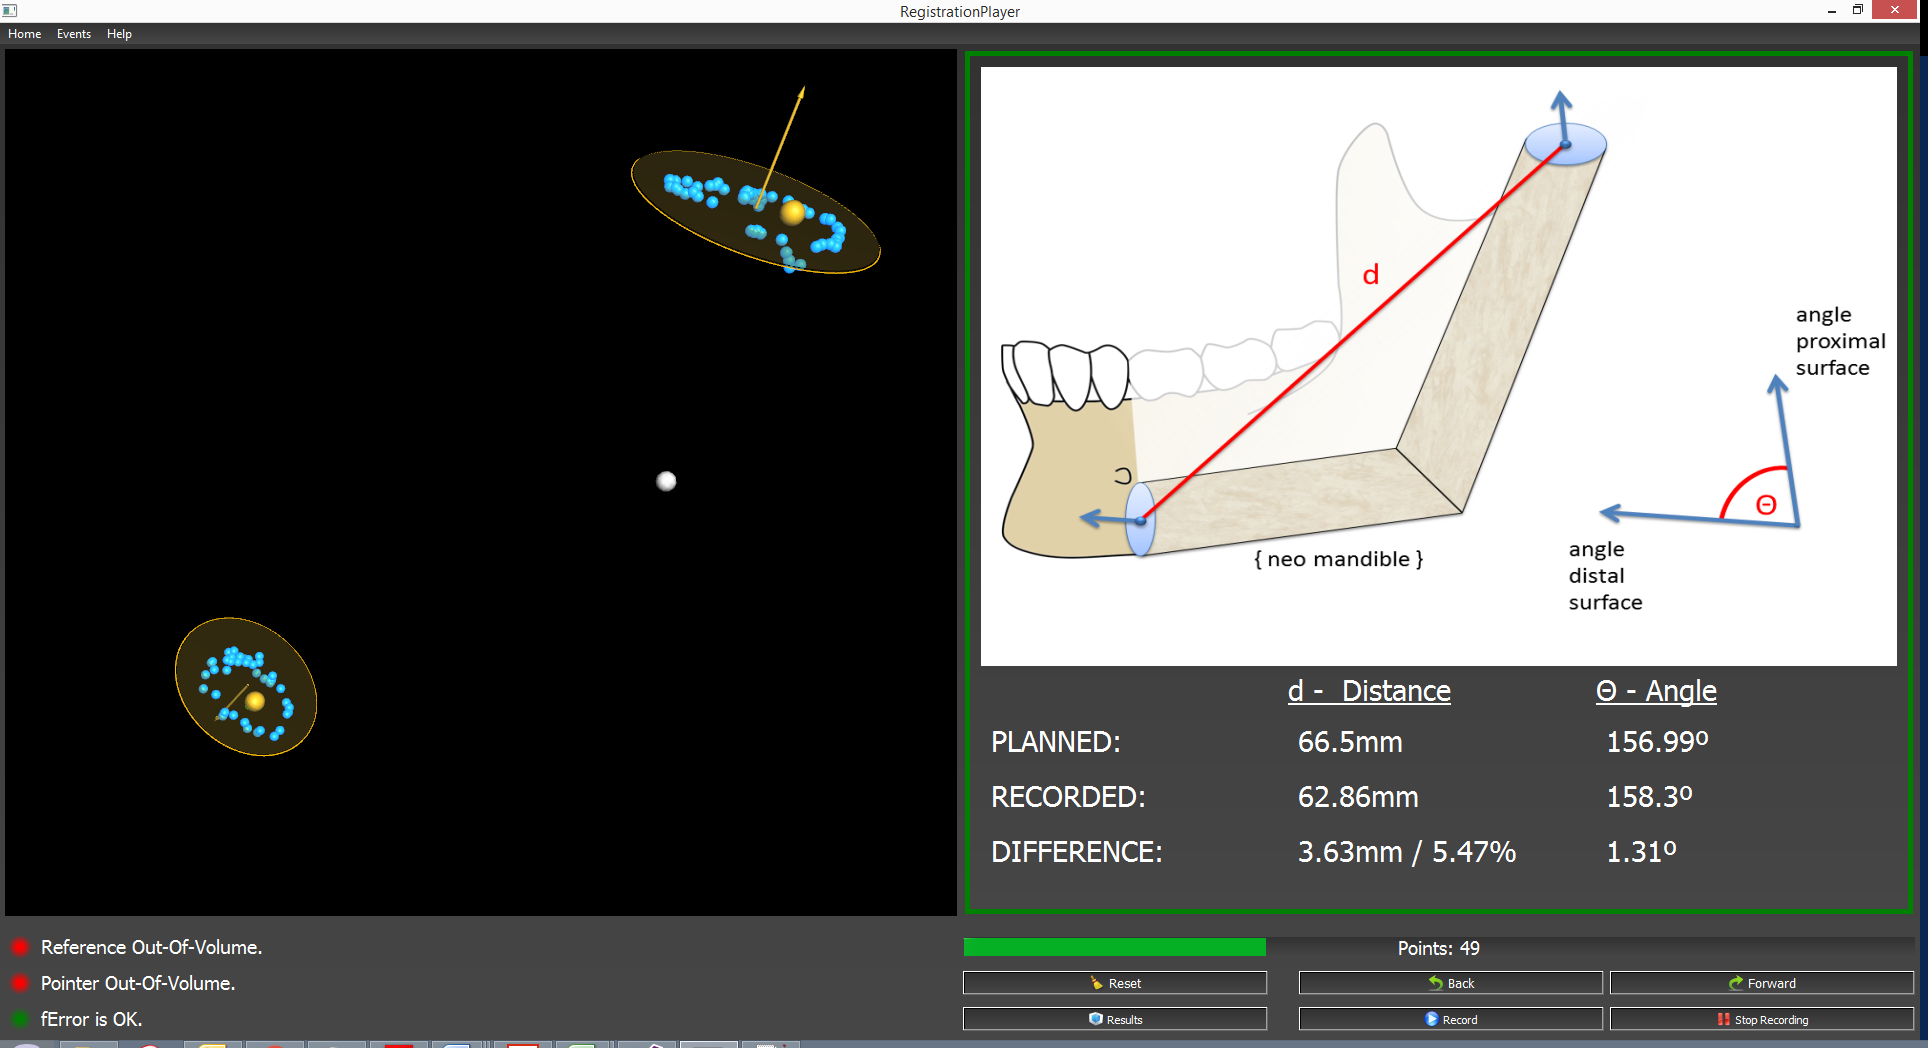 RegistrationPlayer
Home Events Help
d
angle
proximal
surface
Θ
{ neo mandible }
angle
distal
surface
d - Distance Θ - Angle
PLANNED: 66.5mm 156.99º
RECORDED: 62.86mm 158.3º
DIFFERENCE: 3.63mm / 5.47% 1.31º
Reference Out-Of-Volume.
Pointer Out-Of-Volume.
fError is OK.
Points: 49
Reset Back Forward
Results Record Stop Recording